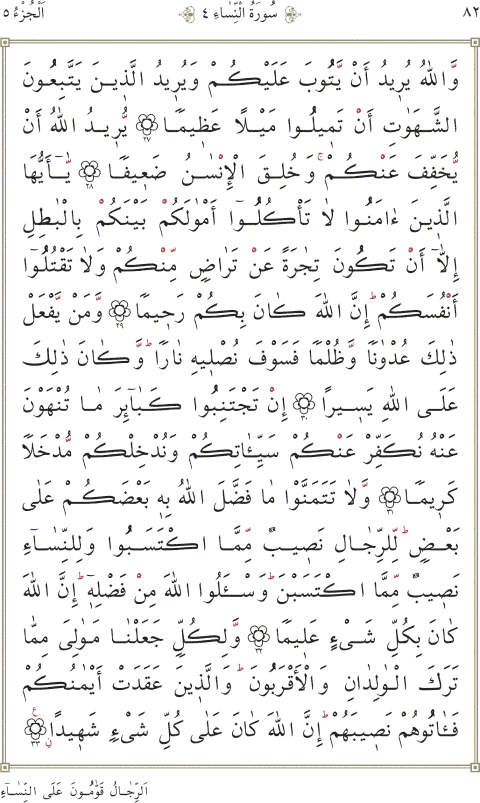 ٨٢ سُورَةُ النِّسَاءِ ٤ اَلْجُزْءُ ٥
وَّاللّٰهُ يُرِيدُ أَنْ يَّتُوبَ عَلَيْكُمْ وَيُرِيدُ الَّذِينَ يَتَّبِعُونَ
الشَّهَوَٰتِ أَنْ تَمِيلُوا مَيْلًا عَظِيمًا ٢٧ يُّرِيدُ اللّٰهُ أَنْ
يُّخَفِّفَ عَنْكُمْ ۚ وَخُلِقَ الْإِنْسَٰنُ ضَعِيفًا ٢٨ يَّٰٓأَيُّهَا
الَّذِينَ ءَامَنُوا لَا تَأْكُلُوٓا أَمْوَٰلَكُمْ بَيْنَكُمْ بِالْبَٰطِلِ
إِلَّآ أَنْ تَكُونَ تِجَٰرَةً عَنْ تَرَاضٍ مِّنْكُمْ وَلَا تَقْتُلُوٓا
أَنْفُسَكُمْ ۚ إِنَّ اللّٰهَ كَانَ بِكُمْ رَحِيمًا ٢٩ وَّمَنْ يَّفْعَلْ
ذَٰلِكَ عُدْوَٰنًا وَّظُلْمًا فَسَوْفَ نُصْلِيهِ نَارًا ۚ وَّكَانَ ذَٰلِكَ
عَلَى اللّٰهِ يَسِيرًا ٣٠ إِنْ تَجْتَنِبُوا كَبَآئِرَ مَا تُنْهَوْنَ
عَنْهُ نُكَفِّرْ عَنْكُمْ سَيِّـَٔاتِكُمْ وَنُدْخِلْكُمْ مُّدْخَلًا
كَرِيمًا ٣١ وَّلَا تَتَمَنَّوْا مَا فَضَّلَ اللّٰهُ بِهِۦ بَعْضَكُمْ عَلَىٰ
بَعْضٍ ۚ لِّلرِّجَالِ نَصِيبٌ مِّمَّا اكْتَسَبُوا وَلِلنِّسَآءِ
نَصِيبٌ مِّمَّا اكْتَسَبْنَ ۚ وَسْـَٔلُوا اللّٰهَ مِنْ فَضْلِهِۦٓ ۚ إِنَّ اللّٰهَ
كَانَ بِكُلِّ شَىْءٍ عَلِيمًا ٣٢ وَّلِكُلٍّ جَعَلْنَا مَوَٰلِىَ مِمَّا
تَرَكَ الْوَٰلِدَانِ وَالْأَقْرَبُونَ ۚ وَالَّذِينَ عَقَدَتْ أَيْمَٰنُكُمْ
فَـَٔاتُوهُمْ نَصِيبَهُمْ ۚ إِنَّ اللّٰهَ كَانَ عَلَىٰ كُلِّ شَىْءٍ شَهِيدًا ٣٣
اَلرِّجَالُ قَوَّٰمُونَ عَلَى النِّسَآءِ